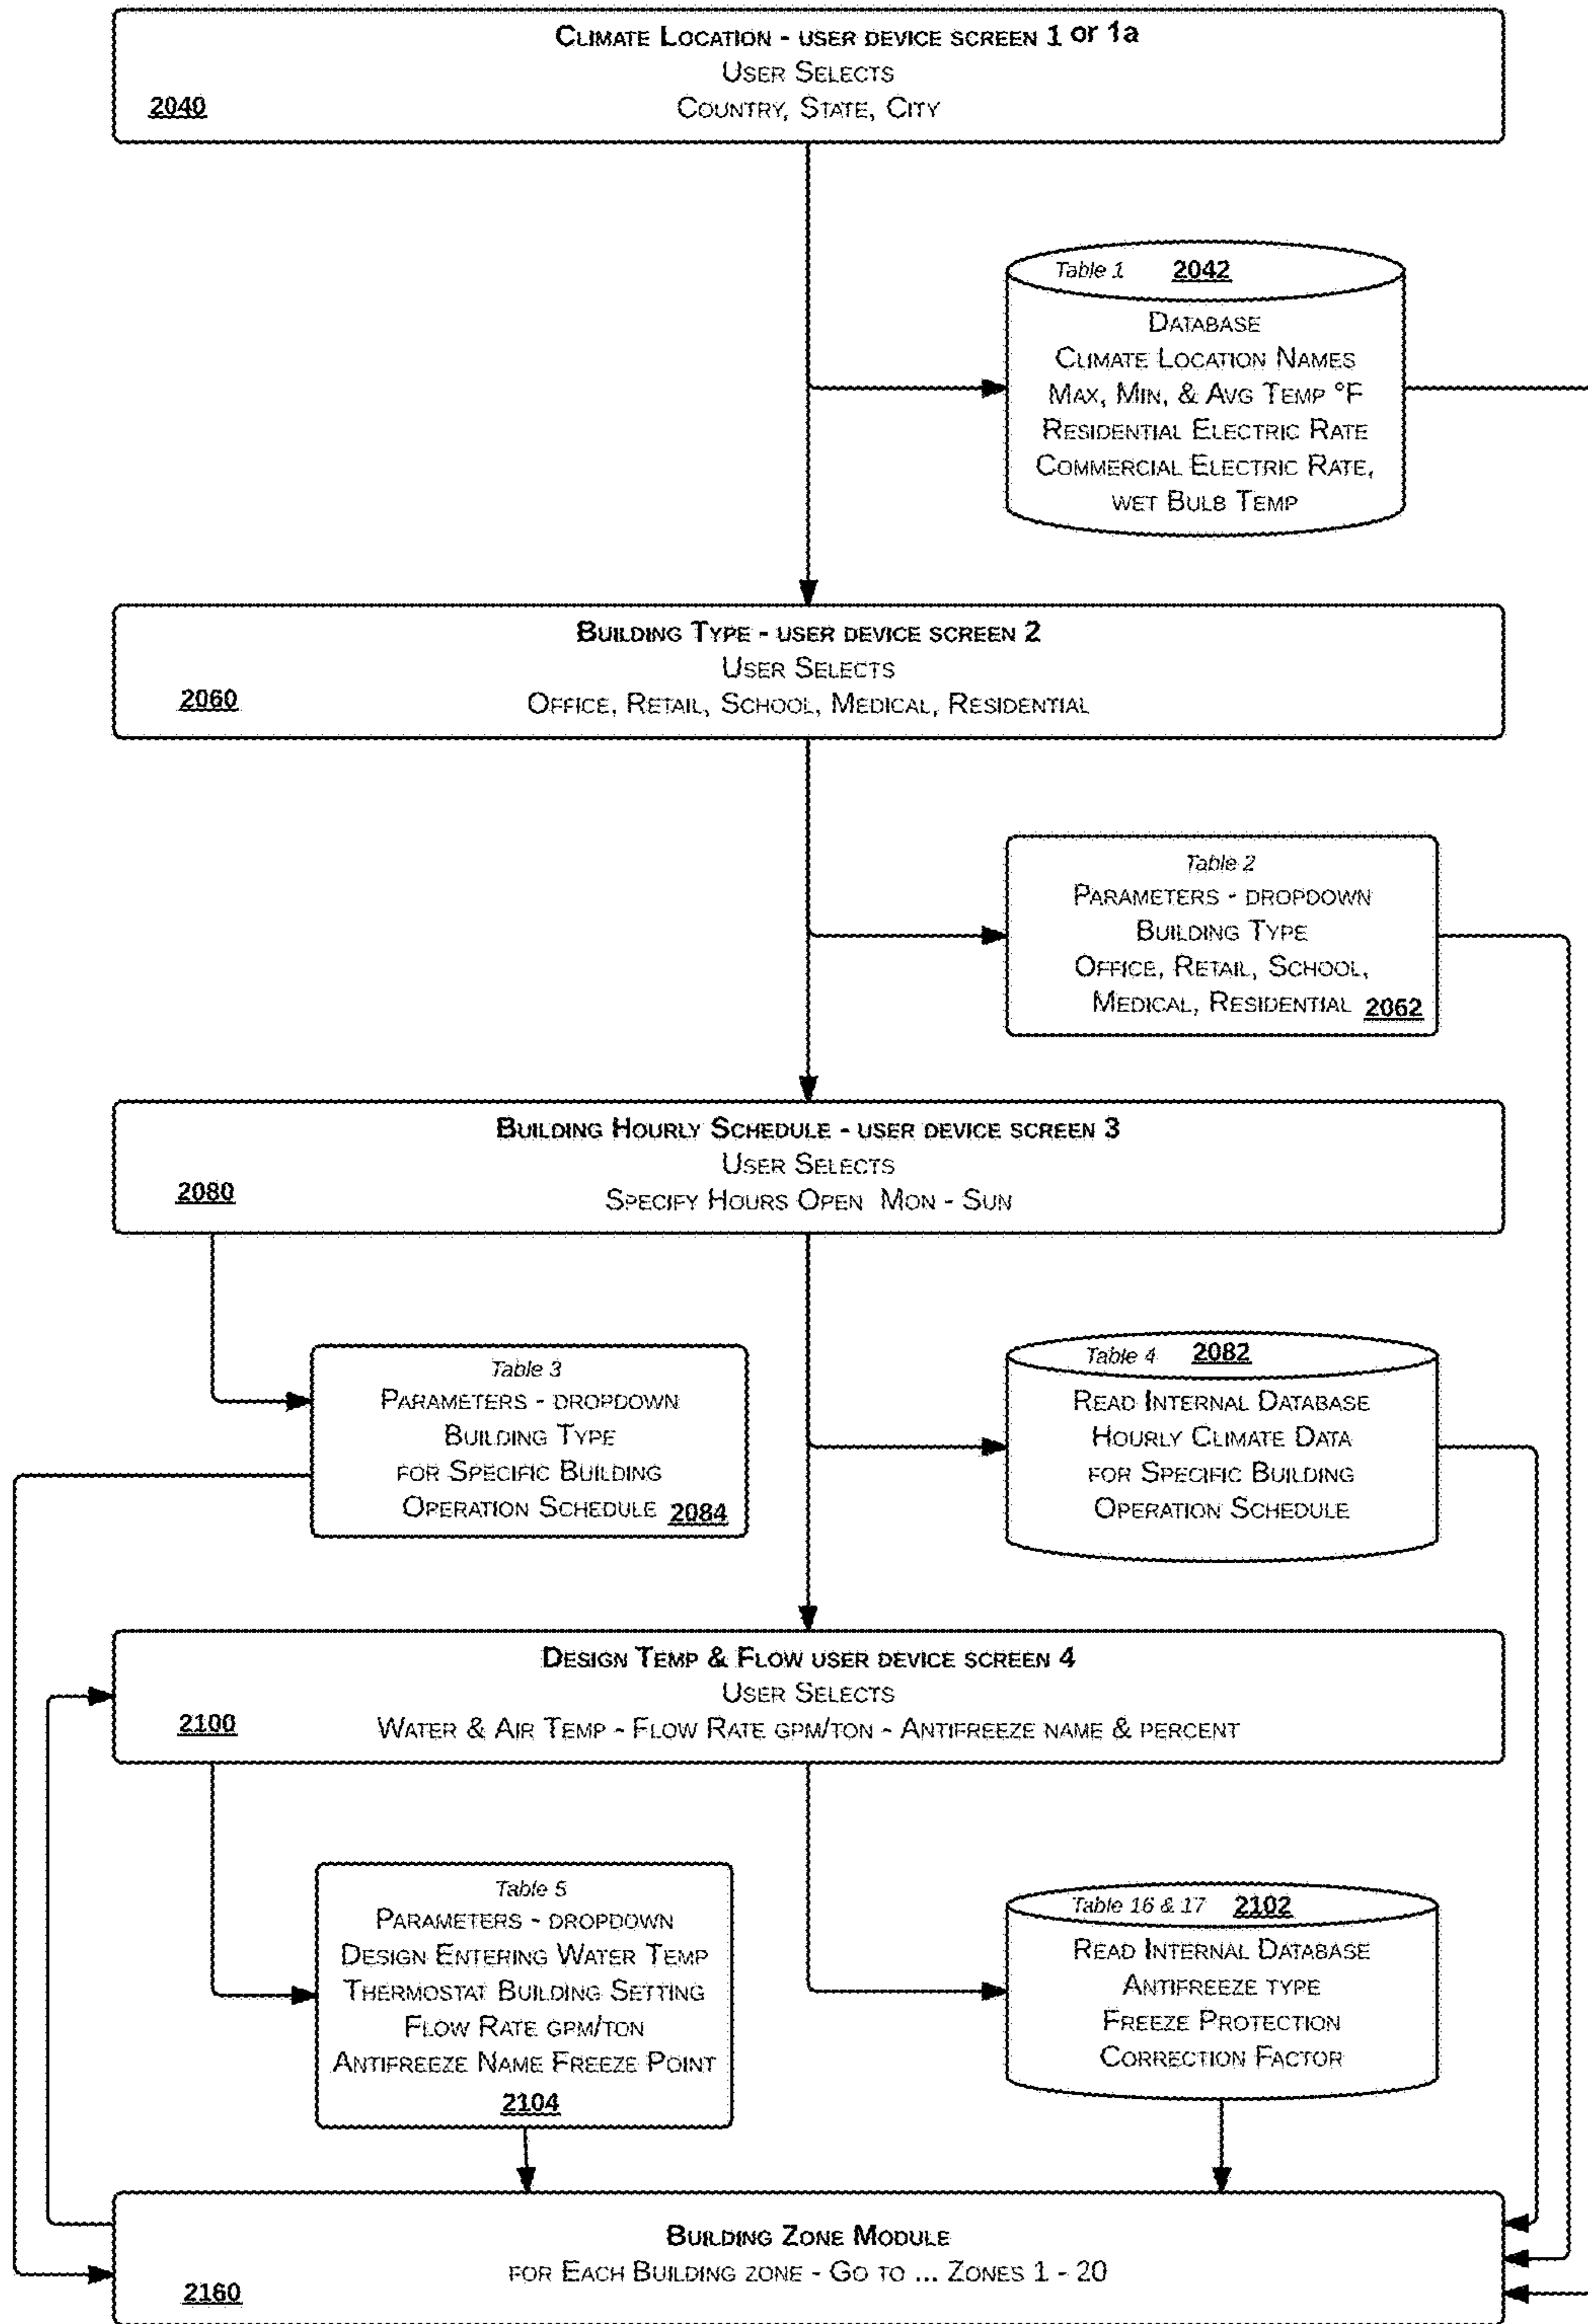 Climate Location - user device screen 1 or 1a
User Selects
2040
Country, State, City
Table 1 2042
Database
Climate Location Names
Max, Min, & Avg Temp °F
Residential Electric Rate
Commercial Electric Rate,
wet Bulb Temp
Building Type - user device screen 2
User Selects
2060
Office, Retail, School, Medical, Residential
Table 2
Parameters - dropdown
Building Type
Office, Retail, School,
Medical, Residential 2062
Building Hourly Schedule - user device screen 3
User Selects
2080
Specify Hours Open Mon - Sun
Table 3
Parameters - dropdown
Building Type
for Specific Building
Operation Schedule 2084
Table 4 2082
Read Internal Database
Hourly Climate Data
for Specific Building
Operation Schedule
Design Temp & Flow user device screen 4
User Selects
2100
Water & Air Temp - Flow Rate gpm/ton - Antifreeze name & percent
Table 5
Parameters - dropdown
Design Entering Water Temp
Thermostat Building Setting
Flow Rate gpm/ton
Antifreeze Name Freeze Point
2104
Table 16 & 17 2102
Read Internal Database
Antifreeze type
Freeze Protection
Correction Factor
Building Zone Module
for Each Building zone - Go to ... Zones 1 - 20
2160